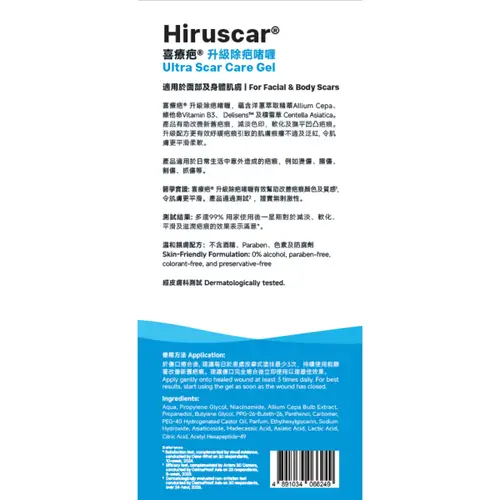 Hiruscar®
喜療疤® 升級除疤啫喱
Ultra Scar Care Gel
適用於面部及身體肌膚 | For Facial & Body Scars
喜療疤® 升級除疤啫喱，蘊含洋蔥萃取精華Allium Cepa、
維他命Vitamin B3、 Delisens™ 及積雪草 Centella Asiatica。
產品有助改善新舊疤痕，減淡色印、軟化及撫平凹凸疤痕。
升級配方更有效紓緩疤痕引致的肌膚痕癢不適及泛紅, 令肌
膚更平滑柔軟。
產品適用於日常生活中意外造成的疤痕，例如燙傷、擦傷、
割傷、抓傷等。
醫學實證: 喜療疤® 升級除疤啫喱有效幫助改善疤痕顏色及質感¹,
令肌膚更平滑。產品通過測試³，證實無刺激性。
測試結果: 多達99% 用家使用後一星期對於減淡、軟化、
平滑及滋潤疤痕的效果表示滿意²。
溫和親膚配方：不含酒精、Paraben、色素及防腐劑
Skin-Friendly Formulation: 0% alcohol, paraben-free,
colorant-free, and preservative-free
經皮膚科測試 Dermatologically tested.
使用方法 Application:
Apply gently onto healed wound at least 3 times daily. For best
results, start using the gel as soon as the wound has closed.
Ingredients:
Aqua, Propylene Glycol, Niacinamide, Allium Cepa Bulb Extract,
Propanediol, Butylene Glycol, PPG-26-Buteth-26, Panthenol, Carbomer,
PEG-40 Hydrogenated Castor Oil, Parfum, Ethylhexylglycerin, Sodium
Hydroxide, Asiaticoside, Madecassic Acid, Asiatic Acid, Lactic Acid,
Citric Acid, Acetyl Hexapeptide-49
References
4 891034 066249